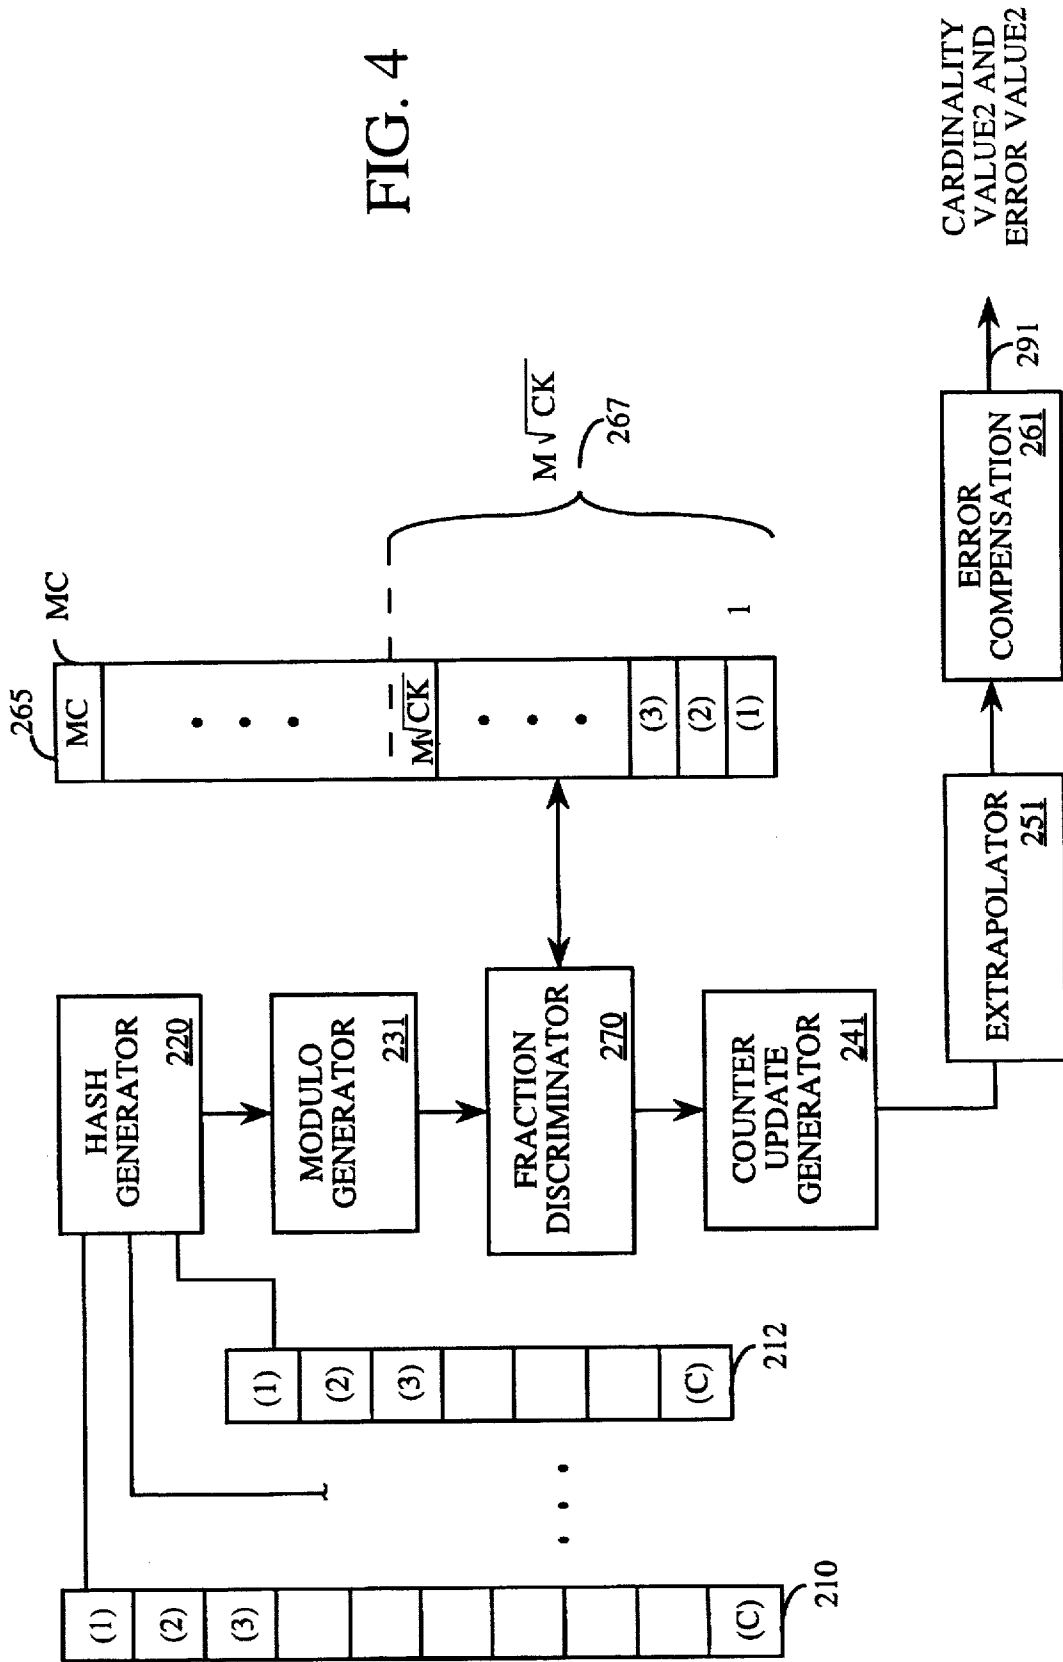 FIG. 4
(1)
(2)
(3)
(C)
210
(1)
(2)
(3)
(C)
212
HASH
GENERATOR
220
MODULO
GENERATOR
231
FRACTION
DISCRIMINATOR
270
COUNTER
UPDATE
GENERATOR
241
265
MC
MC
M√CK
(3)
(2)
(1)
1
M√CK
267
EXTRAPOLATOR
251
ERROR
COMPENSATION
261
291
CARDINALITY
VALUE2 AND
ERROR VALUE2